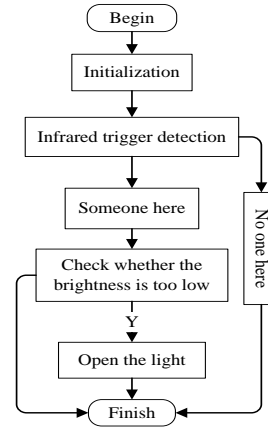 Begin
Initialization
Infrared trigger detection
Someone here
No one here
Check whether the
brightness is too low
Y
Open the light
Finish